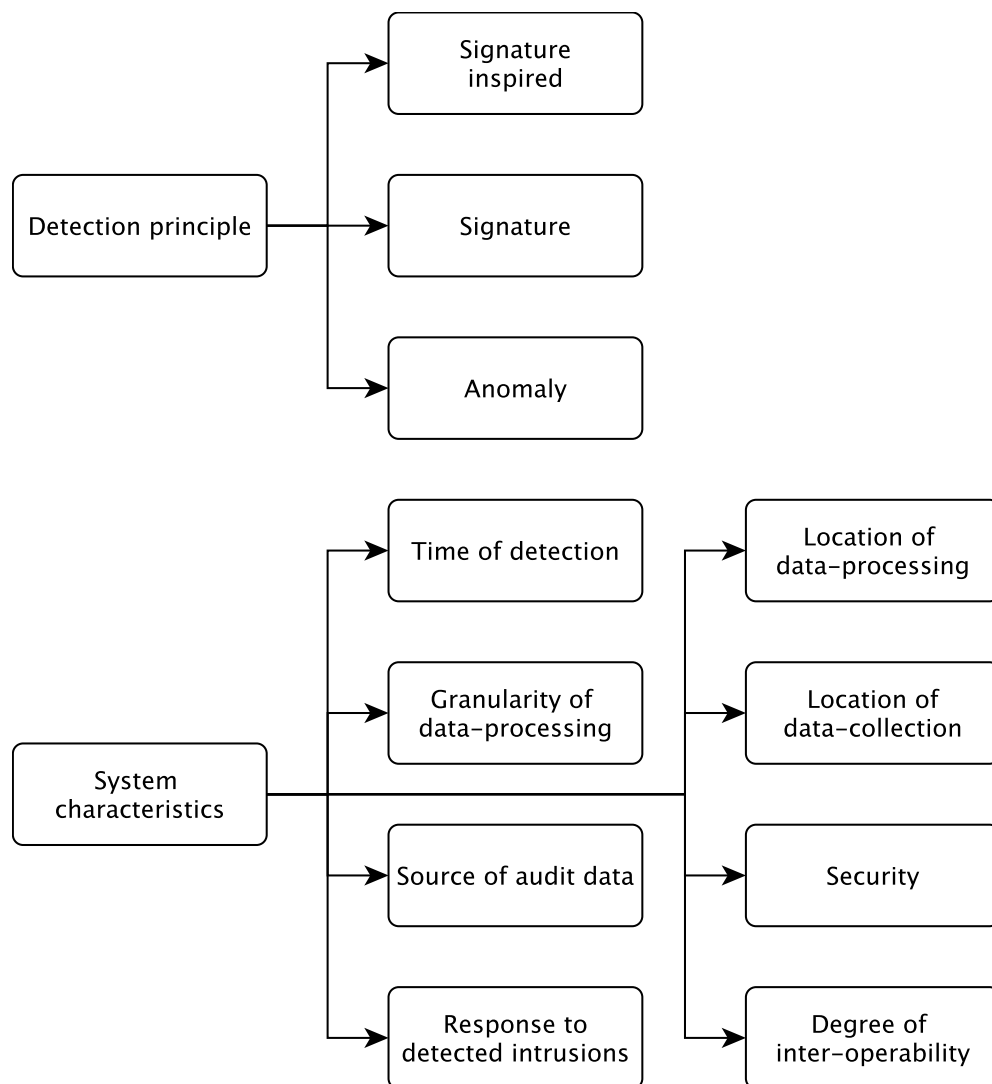 Signature
inspired
Detection principle
Signature
Anomaly
Time of detection
Location of
data-processing
Granularity of
data-processing
Location of
data-collection
System
characteristics
Source of audit data
Security
Response to
detected intrusions
Degree of
inter-operability